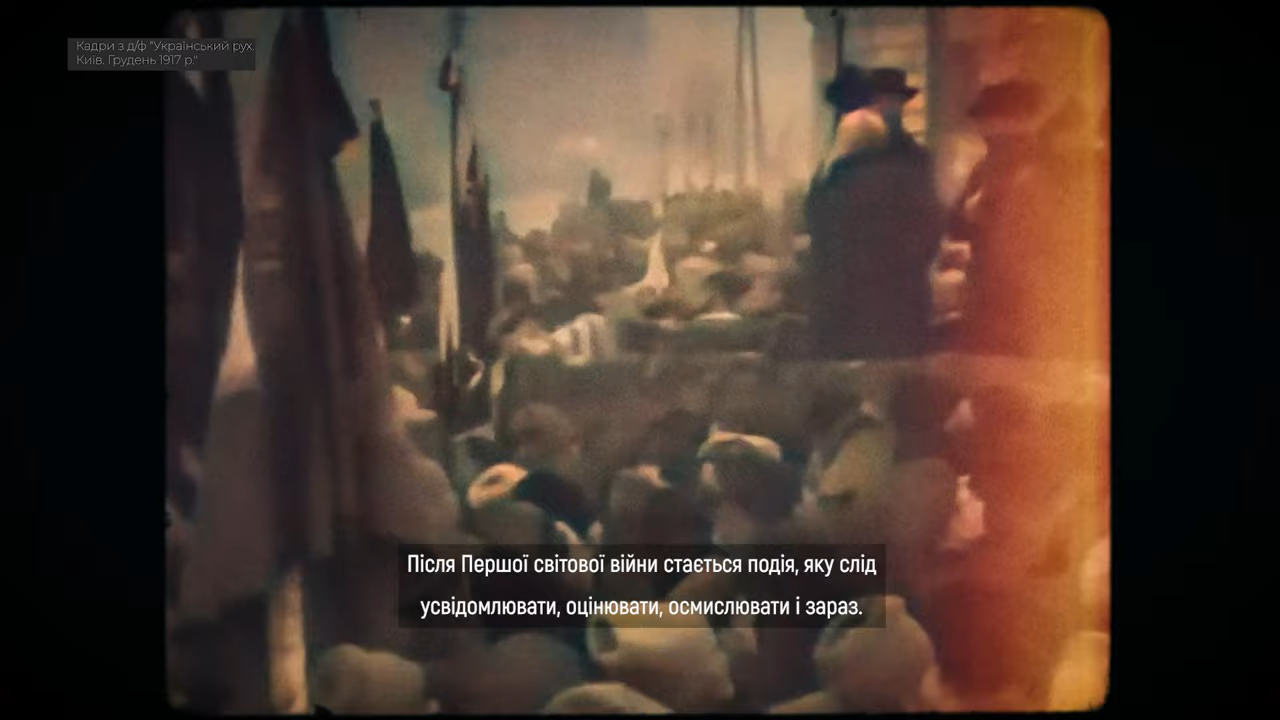 Кадри з д/ф "Український рух.
Київ. Грудень 1917 р."
Після Першої світової війни стається подія, яку слід
усвідомлювати, оцінювати, осмислювати і зараз.